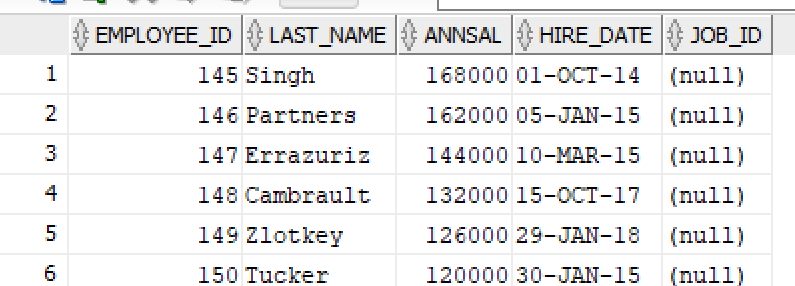 EMPLOYEE_ID LAST_NAME ANNSAL HIRE_DATE JOB_ID
1 145 Singh 168000 01-OCT-14 (null)
2 146 Partners 162000 05-JAN-15 (null)
3 147 Errazuriz 144000 10-MAR-15 (null)
4 148 Cambrault 132000 15-OCT-17 (null)
5 149 Zlotkey 126000 29-JAN-18 (null)
6 150 Tucker 120000 30-JAN-15 (null)